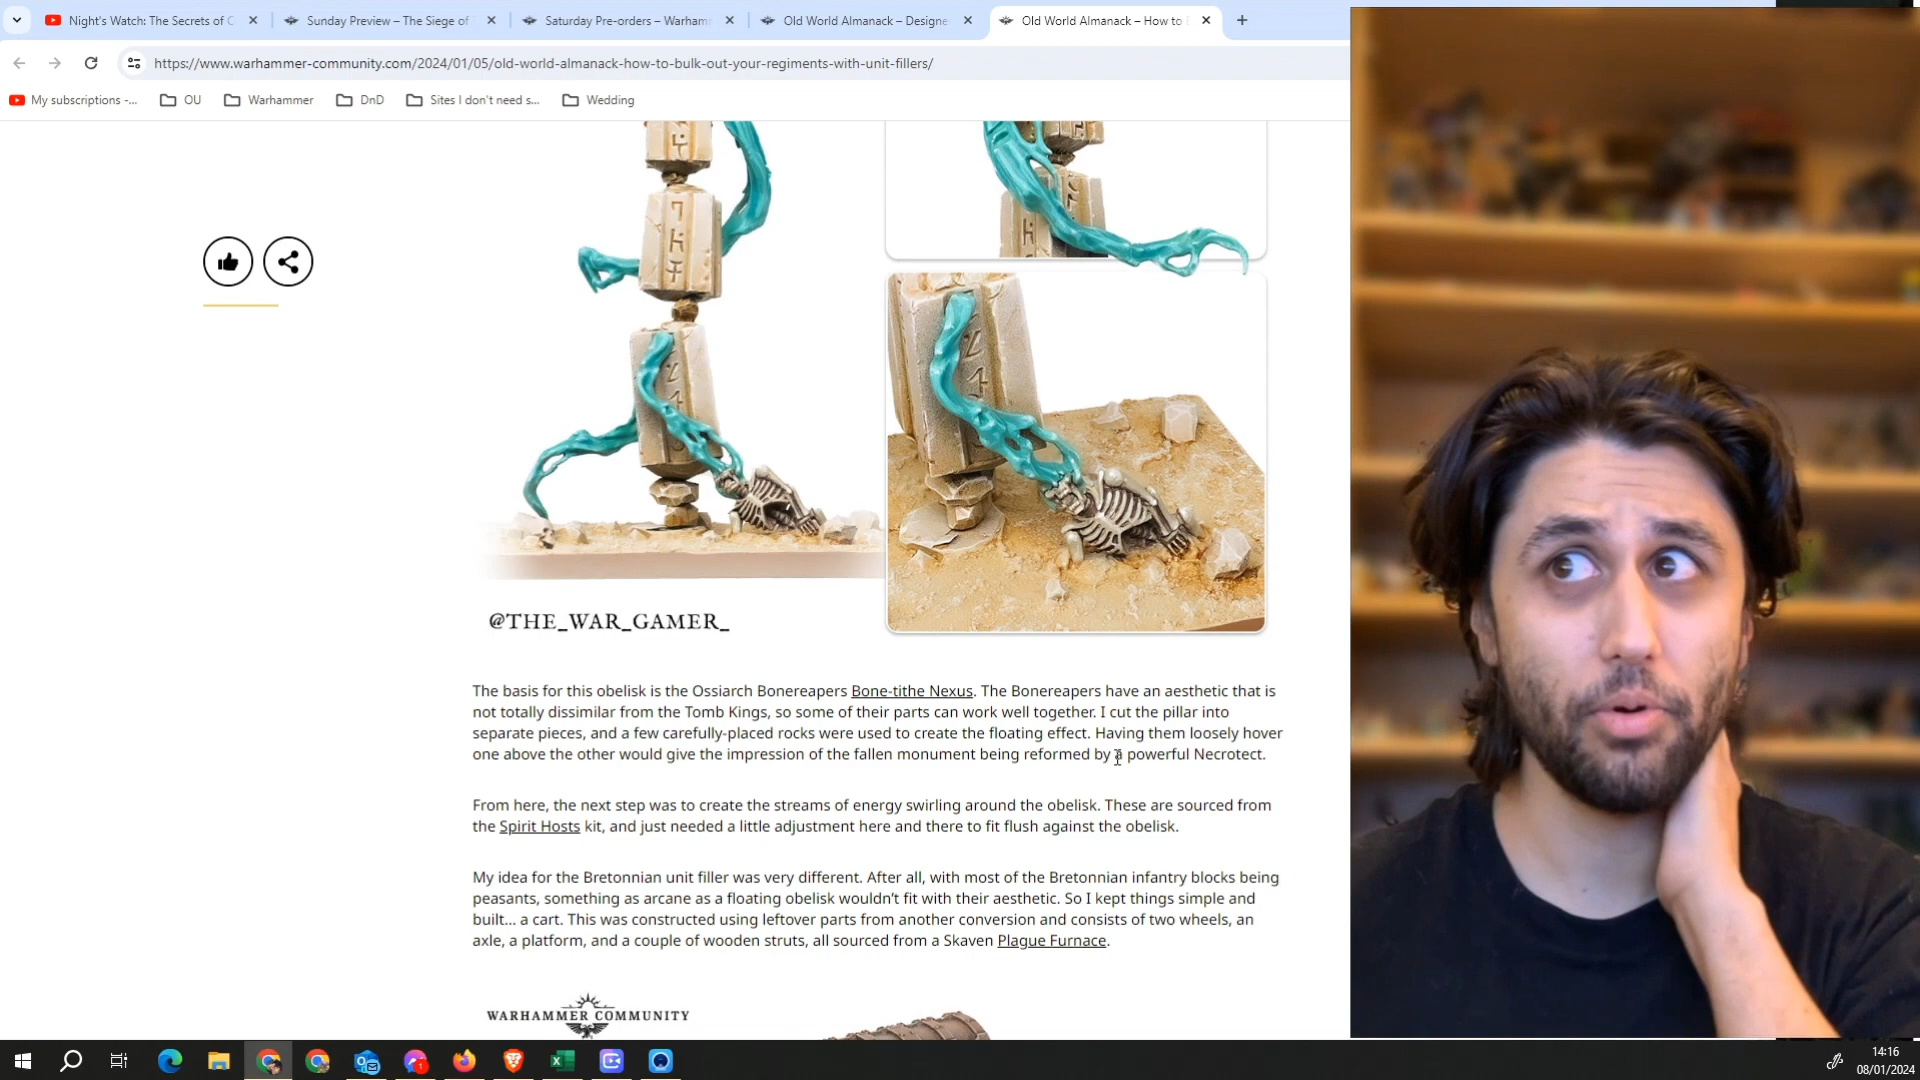 Night's Watch: The Secrets of C
Sunday Preview – The Siege of
Saturday Pre-orders – Warham
Old World Almanack – Designe
Old World Almanack – How to
https://www.warhammer-community.com/2024/01/05/old-world-almanack-how-to-bulk-out-your-regiments-with-unit-fillers/
My subscriptions -...
OU
Warhammer
DnD
Sites I don't need s...
Wedding
@THE_WAR_GAMER_
The basis for this obelisk is the Ossiarch Bonereapers Bone-tithe Nexus. The Bonereapers have an aesthetic that is
not totally dissimilar from the Tomb Kings, so some of their parts can work well together. I cut the pillar into
separate pieces, and a few carefully-placed rocks were used to create the floating effect. Having them loosely hover
one above the other would give the impression of the fallen monument being reformed by a powerful Necrotect.
From here, the next step was to create the streams of energy swirling around the obelisk. These are sourced from
the Spirit Hosts kit, and just needed a little adjustment here and there to fit flush against the obelisk.
My idea for the Bretonnian unit filler was very different. After all, with most of the Bretonnian infantry blocks being
peasants, something as arcane as a floating obelisk wouldn't fit with their aesthetic. So I kept things simple and
built... a cart. This was constructed using leftover parts from another conversion and consists of two wheels, an
axle, a platform, and a couple of wooden struts, all sourced from a Skaven Plague Furnace.
WARHAMMER COMMUNITY
14:16
08/01/2024